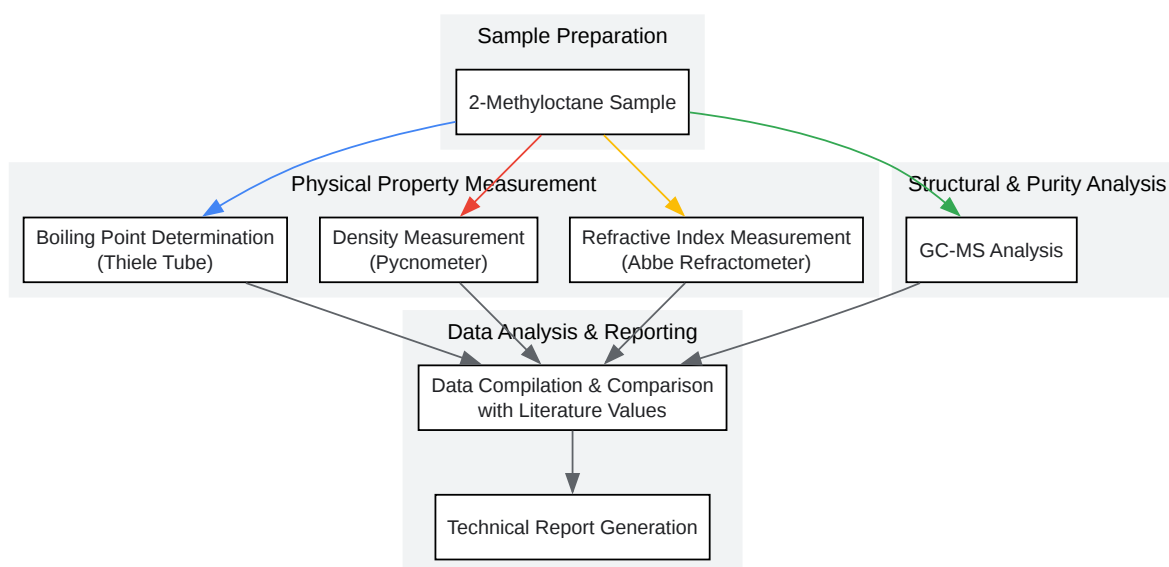 Sample Preparation
2-Methyloctane Sample
Physical Property Measurement
Structural & Purity Analysis
Boiling Point Determination
(Thiele Tube)
Density Measurement
(Pycnometer)
Refractive Index Measurement
(Abbe Refractometer)
GC-MS Analysis
Data Analysis & Reporting
Data Compilation & Comparison
with Literature Values
Technical Report Generation